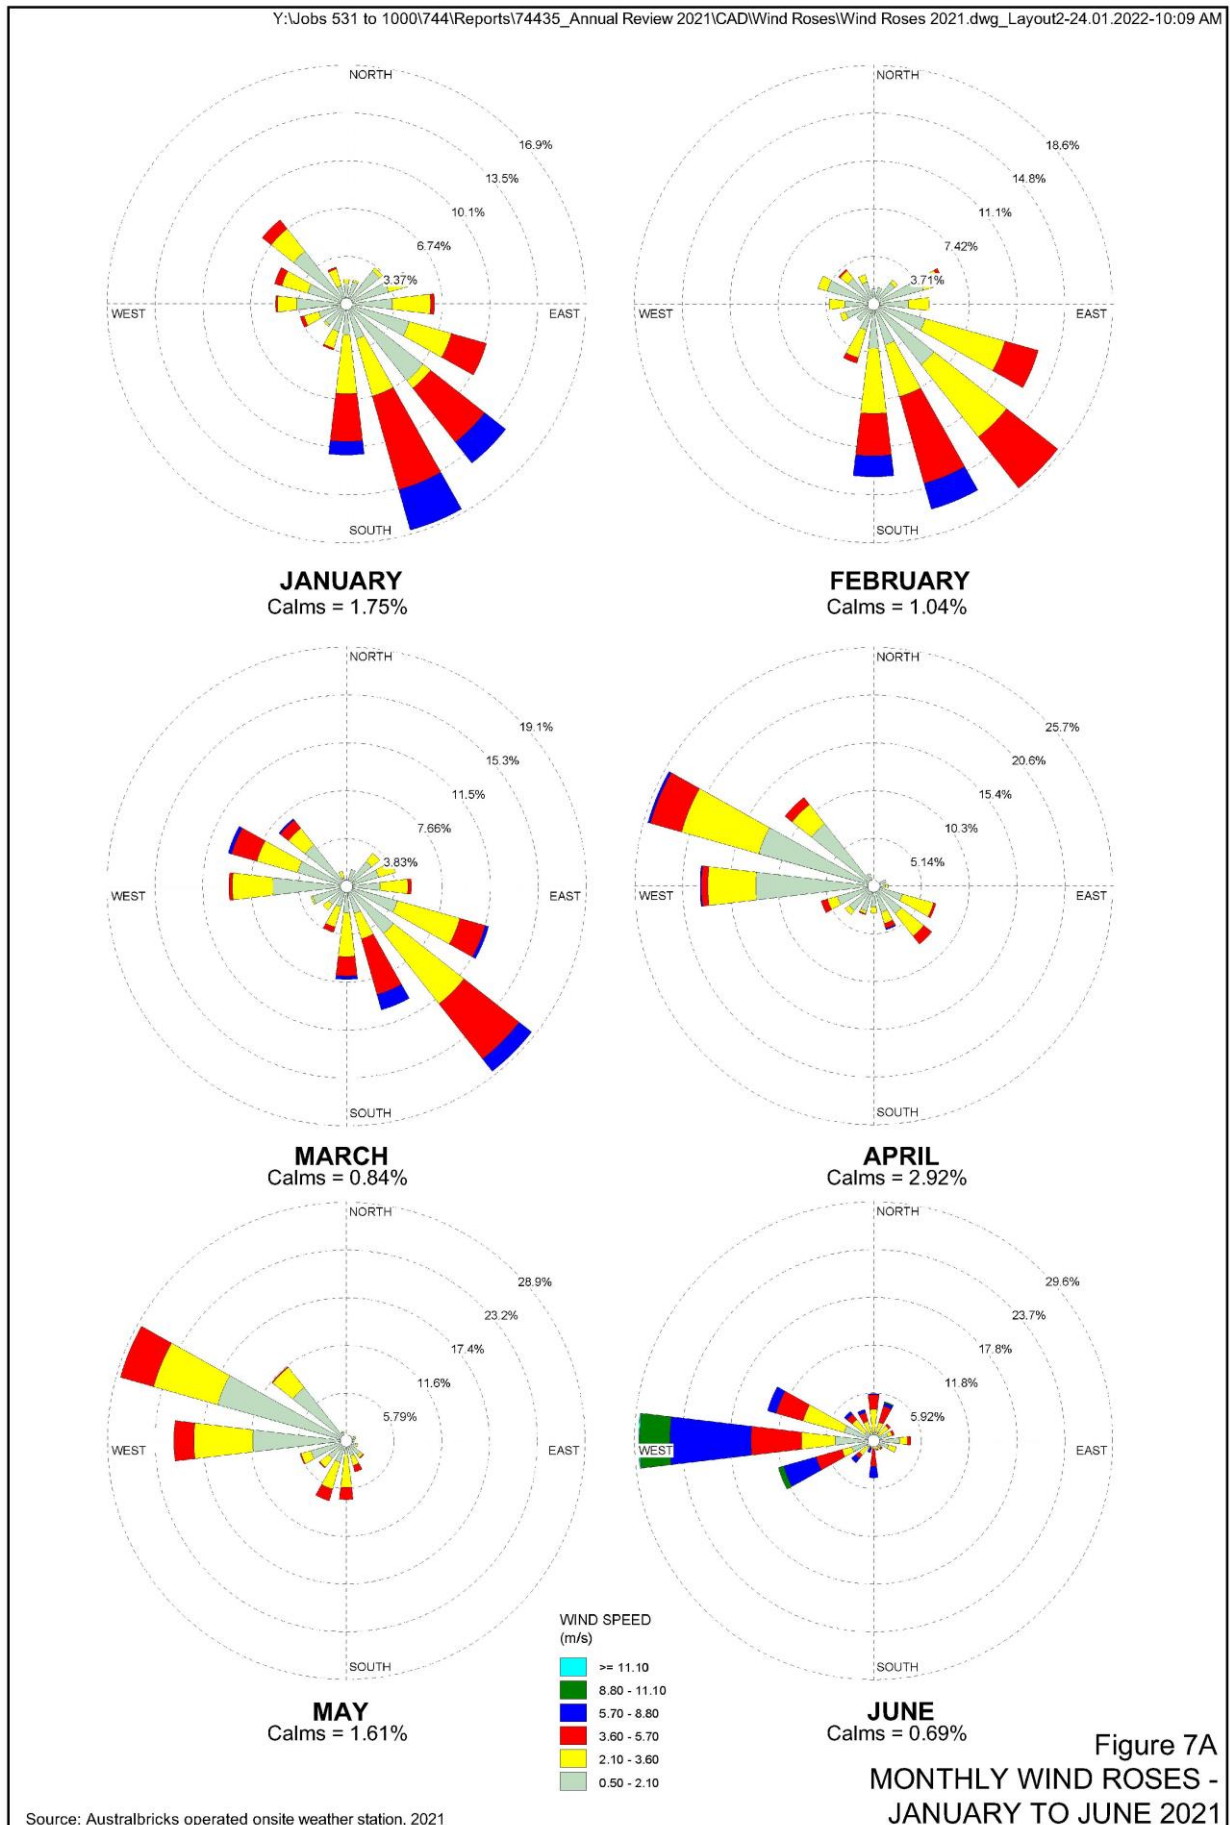 Y:\Jobs 531 to 1000\744\Reports\74435_Annual Review 2021\CAD\Wind Roses\Wind Roses 2021.dwg_Layout2-24.01.2022-10:09 AM
NORTH
16.9%
13.5%
10.1%
6.74%
3.37%
WEST
EAST
SOUTH
JANUARY
Calms = 1.75%
NORTH
18.6%
14.8%
11.1%
7.42%
3.71%
WEST
EAST
SOUTH
FEBRUARY
Calms = 1.04%
NORTH
19.1%
15.3%
11.5%
7.66%
3.83%
WEST
EAST
SOUTH
MARCH
Calms = 0.84%
NORTH
25.7%
20.6%
15.4%
10.3%
5.14%
WEST
EAST
SOUTH
APRIL
Calms = 2.92%
NORTH
28.9%
23.2%
17.4%
11.6%
5.79%
WEST
EAST
SOUTH
MAY
Calms = 1.61%
NORTH
29.6%
23.7%
17.8%
11.8%
5.92%
WEST
EAST
SOUTH
JUNE
Calms = 0.69%
WIND SPEED
(m/s)
>= 11.10
8.80 - 11.10
5.70 - 8.80
3.60 - 5.70
2.10 - 3.60
0.50 - 2.10
Figure 7A
MONTHLY WIND ROSES -
JANUARY TO JUNE 2021
Source: Australbricks operated onsite weather station, 2021